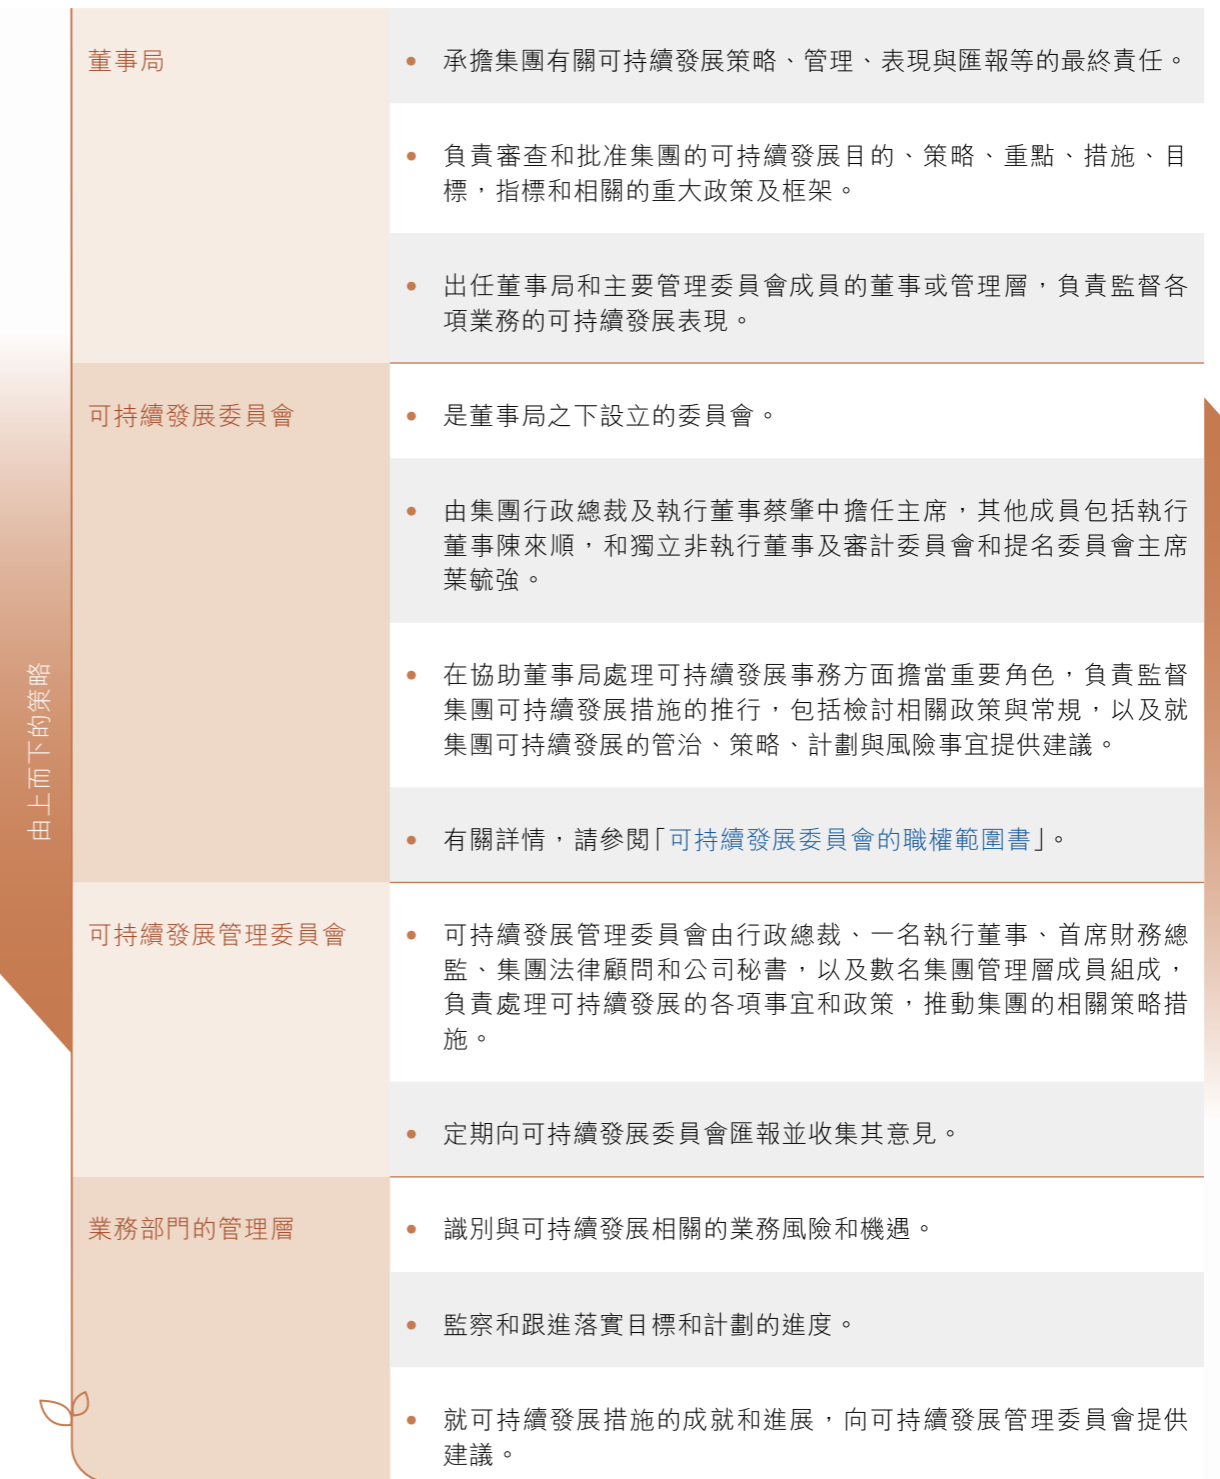 董事局
• 承擔集團有關可持續發展策略、管理、表現與匯報等的最終責任。
• 負責審查和批准集團的可持續發展目的、策略、重點、措施、目
標，指標和相關的重大政策及框架。
• 出任董事局和主要管理委員會成員的董事或管理層，負責監督各
項業務的可持續發展表現。
可持續發展委員會
• 是董事局之下設立的委員會。
• 由集團行政總裁及執行董事蔡肇中擔任主席，其他成員包括執行
董事陳來順，和獨立非執行董事及審計委員會和提名委員會主席
葉毓強。
• 在協助董事局處理可持續發展事務方面擔當重要角色，負責監督
集團可持續發展措施的推行，包括檢討相關政策與常規，以及就
集團可持續發展的管治、策略、計劃與風險事宜提供建議。
• 有關詳情，請參閱「可持續發展委員會的職權範圍書」。
可持續發展管理委員會
• 可持續發展管理委員會由行政總裁、一名執行董事、首席財務總
監、集團法律顧問和公司秘書，以及數名集團管理層成員組成，
負責處理可持續發展的各項事宜和政策，推動集團的相關策略措
施。
• 定期向可持續發展委員會匯報並收集其意見。
業務部門的管理層
• 識別與可持續發展相關的業務風險和機遇。
• 監察和跟進落實目標和計劃的進度。
• 就可持續發展措施的成就和進展，向可持續發展管理委員會提供
建議。
由上而下的策略